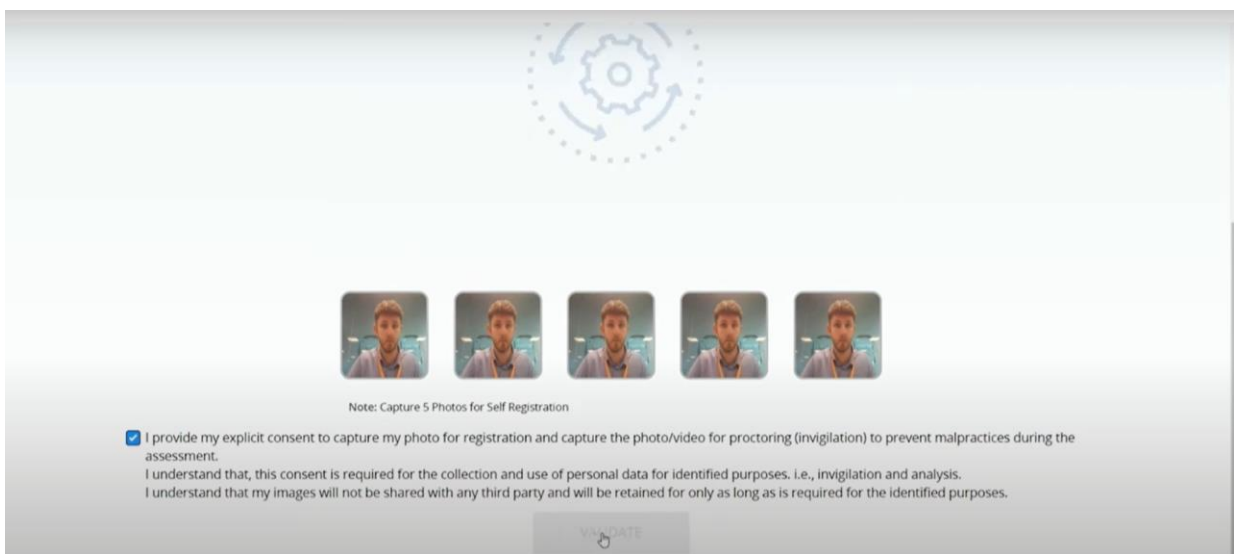 Note: Capture 5 Photos for Self Registration
I provide my explicit consent to capture my photo for registration and capture the photo/video for proctoring (invigilation) to prevent malpractices during the
assessment.
I understand that, this consent is required for the collection and use of personal data for identified purposes. i.e., invigilation and analysis.
I understand that my images will not be shared with any third party and will be retained for only as long as is required for the identified purposes.
VALIDATE